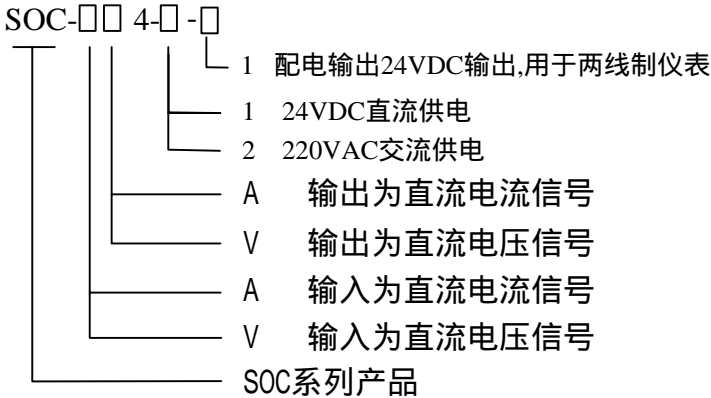 SOC-□□ 4-□ -□
1 配电输出24VDC输出,用于两线制仪表
1 24VDC直流供电
2 220VAC交流供电
A 输出为直流电流信号
V 输出为直流电压信号
A 输入为直流电流信号
V 输入为直流电压信号
SOC系列产品